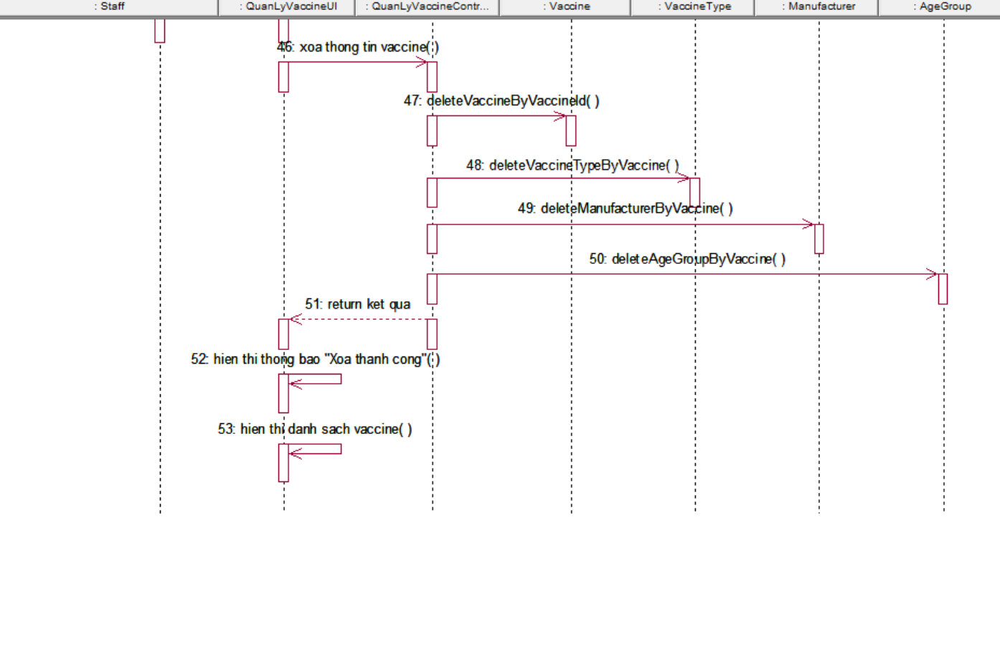 : Staff
: QuanLyVaccineUI
: QuanLyVaccineContr...
: Vaccine
: VaccineType
: Manufacturer
: AgeGroup
46: xoa thong tin vaccine( )
47: deleteVaccineByVaccineId( )
48: deleteVaccineTypeByVaccine( )
49: deleteManufacturerByVaccine( )
50: deleteAgeGroupByVaccine( )
51: return ket qua
52: hien thi thong bao "Xoa thanh cong"( )
53: hien thi danh sach vaccine( )